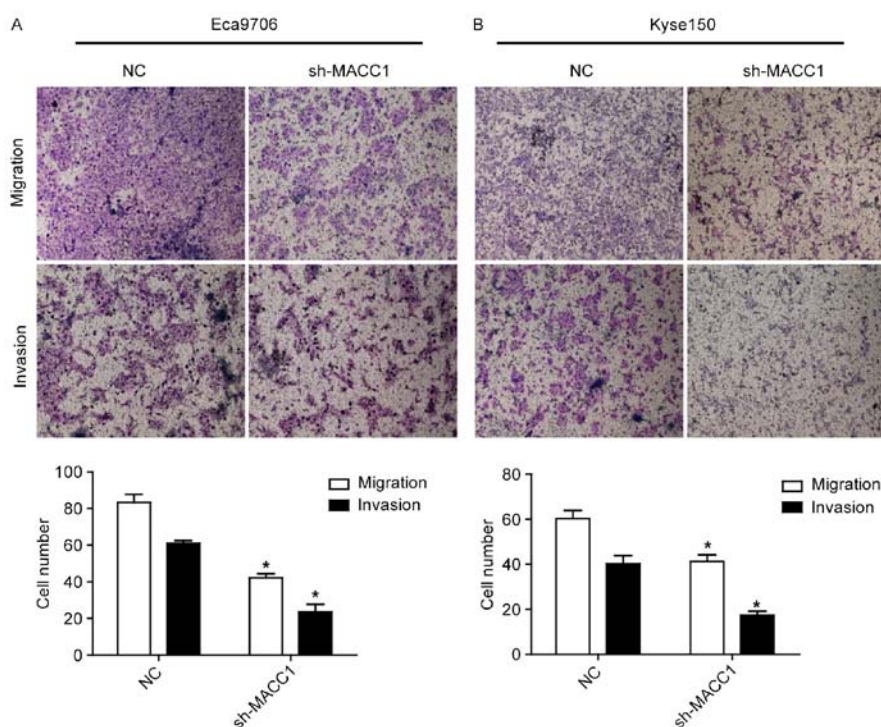 A
Eca9706
NC
sh-MACC1
Migration
Invasion
B
Kyse150
NC
sh-MACC1
Cell number
100
80
60
40
20
0
Migration
Invasion
*
*
NC
sh-MACC1
Cell number
80
60
40
20
0
Migration
Invasion
*
*
NC
sh-MACC1